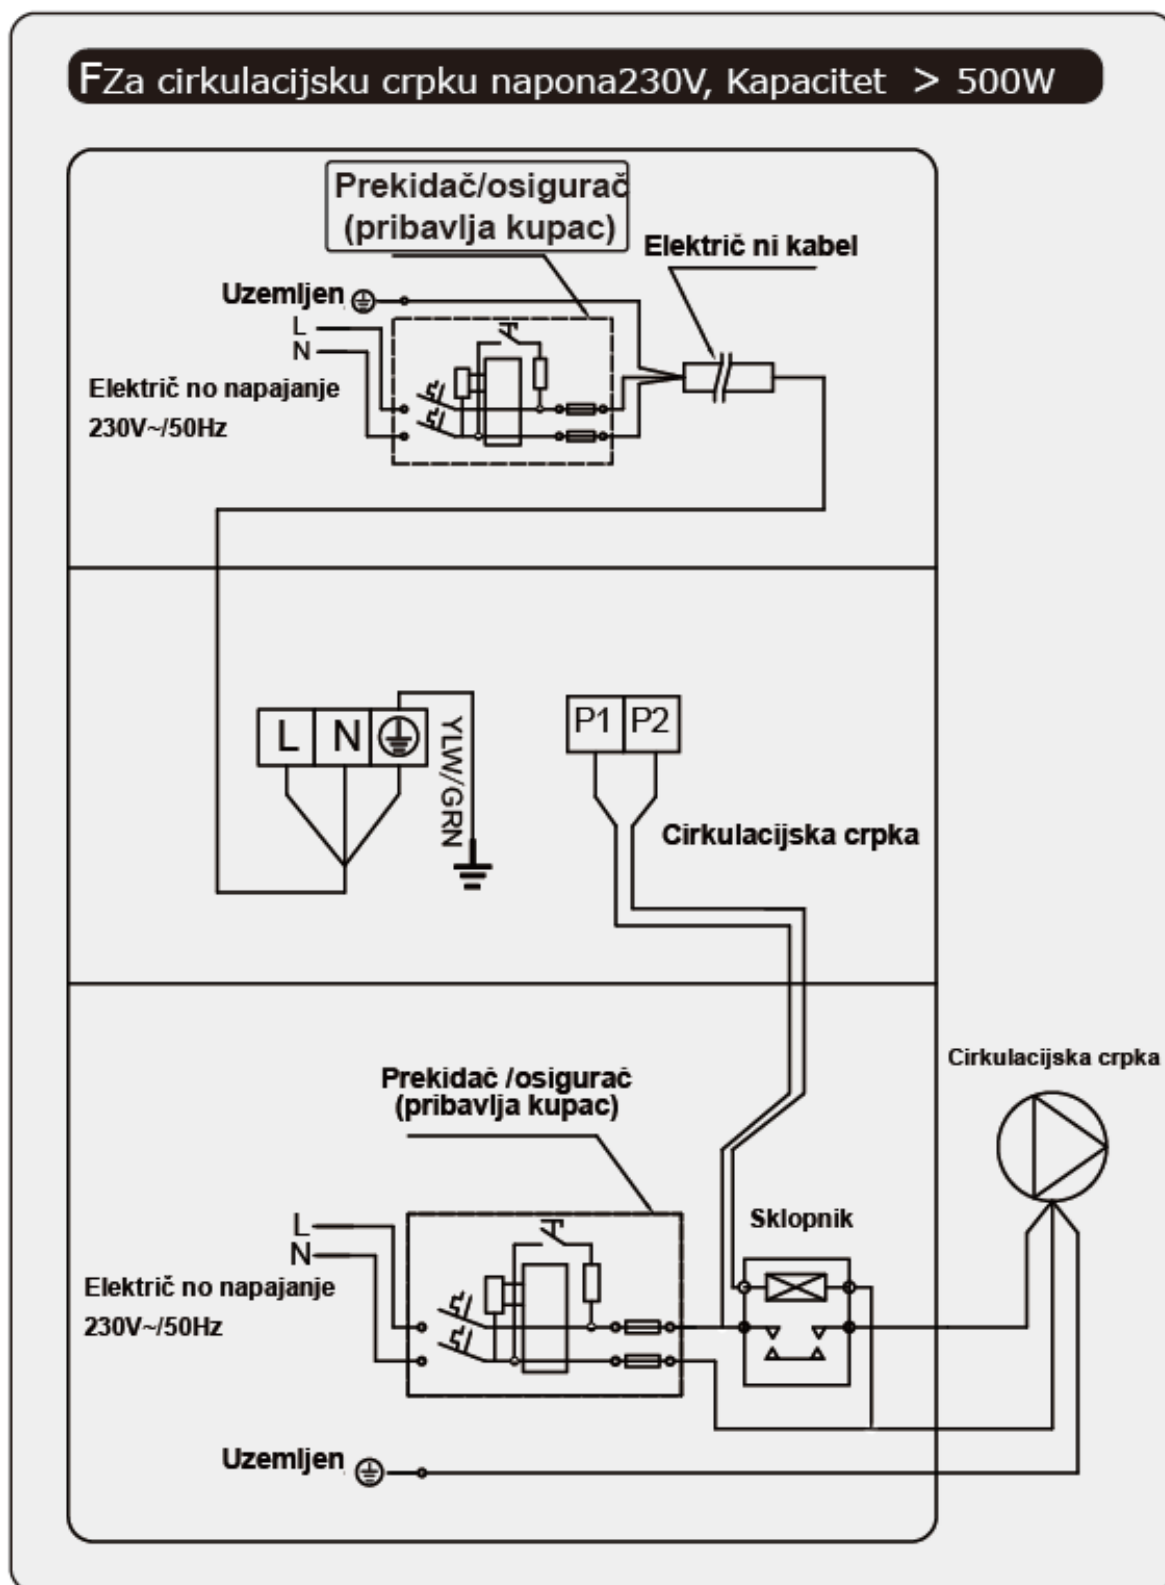 FZa cirkulacijsku crpku napona230V, Kapacitet > 500W
Prekidač/osigurač
(pribavlja kupac)
Električ ni kabel
Uzemljen
L
N
Električ no napajanje
230V~/50Hz
L N
YLW/GRN
P1 P2
Cirkulacijska crpka
Cirkulacijska crpka
Prekidač /osigurač
(pribavlja kupac)
Sklopnik
L
N
Električ no napajanje
230V~/50Hz
Uzemljen